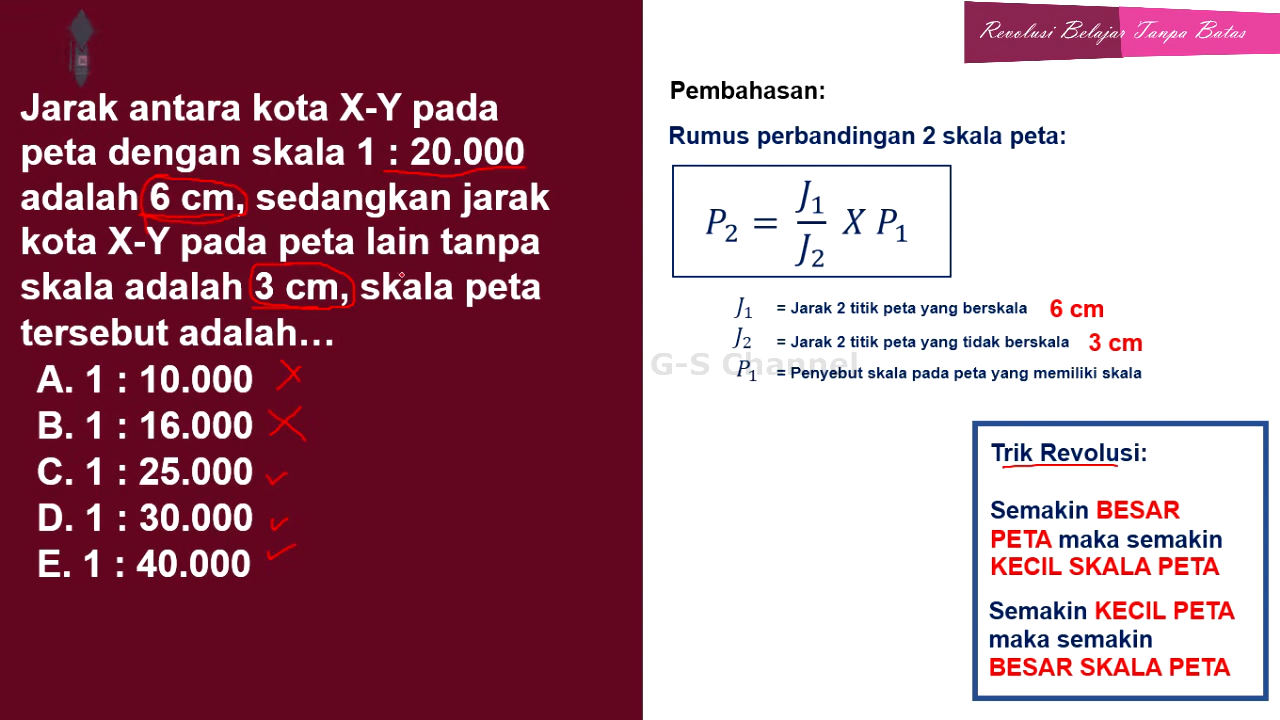 Revolusi Belajar Tanpa Batas
Jarak antara kota X-Y pada
peta dengan skala 1 : 20.000
adalah 6 cm, sedangkan jarak
kota X-Y pada peta lain tanpa
skala adalah 3 cm, skala peta
tersebut adalah...
A. 1 : 10.000
B. 1 : 16.000
C. 1 : 25.000
D. 1 : 30.000
E. 1 : 40.000
Pembahasan:
Rumus perbandingan 2 skala peta:
P₂ = J₁/J₂ X P₁
J₁ = Jarak 2 titik peta yang berskala 6 cm
J₂ = Jarak 2 titik peta yang tidak berskala 3 cm
G-S Channel
P₁ = Penyebut skala pada peta yang memiliki skala
Trik Revolusi:
Semakin BESAR
PETA maka semakin
KECIL SKALA PETA
Semakin KECIL PETA
maka semakin
BESAR SKALA PETA